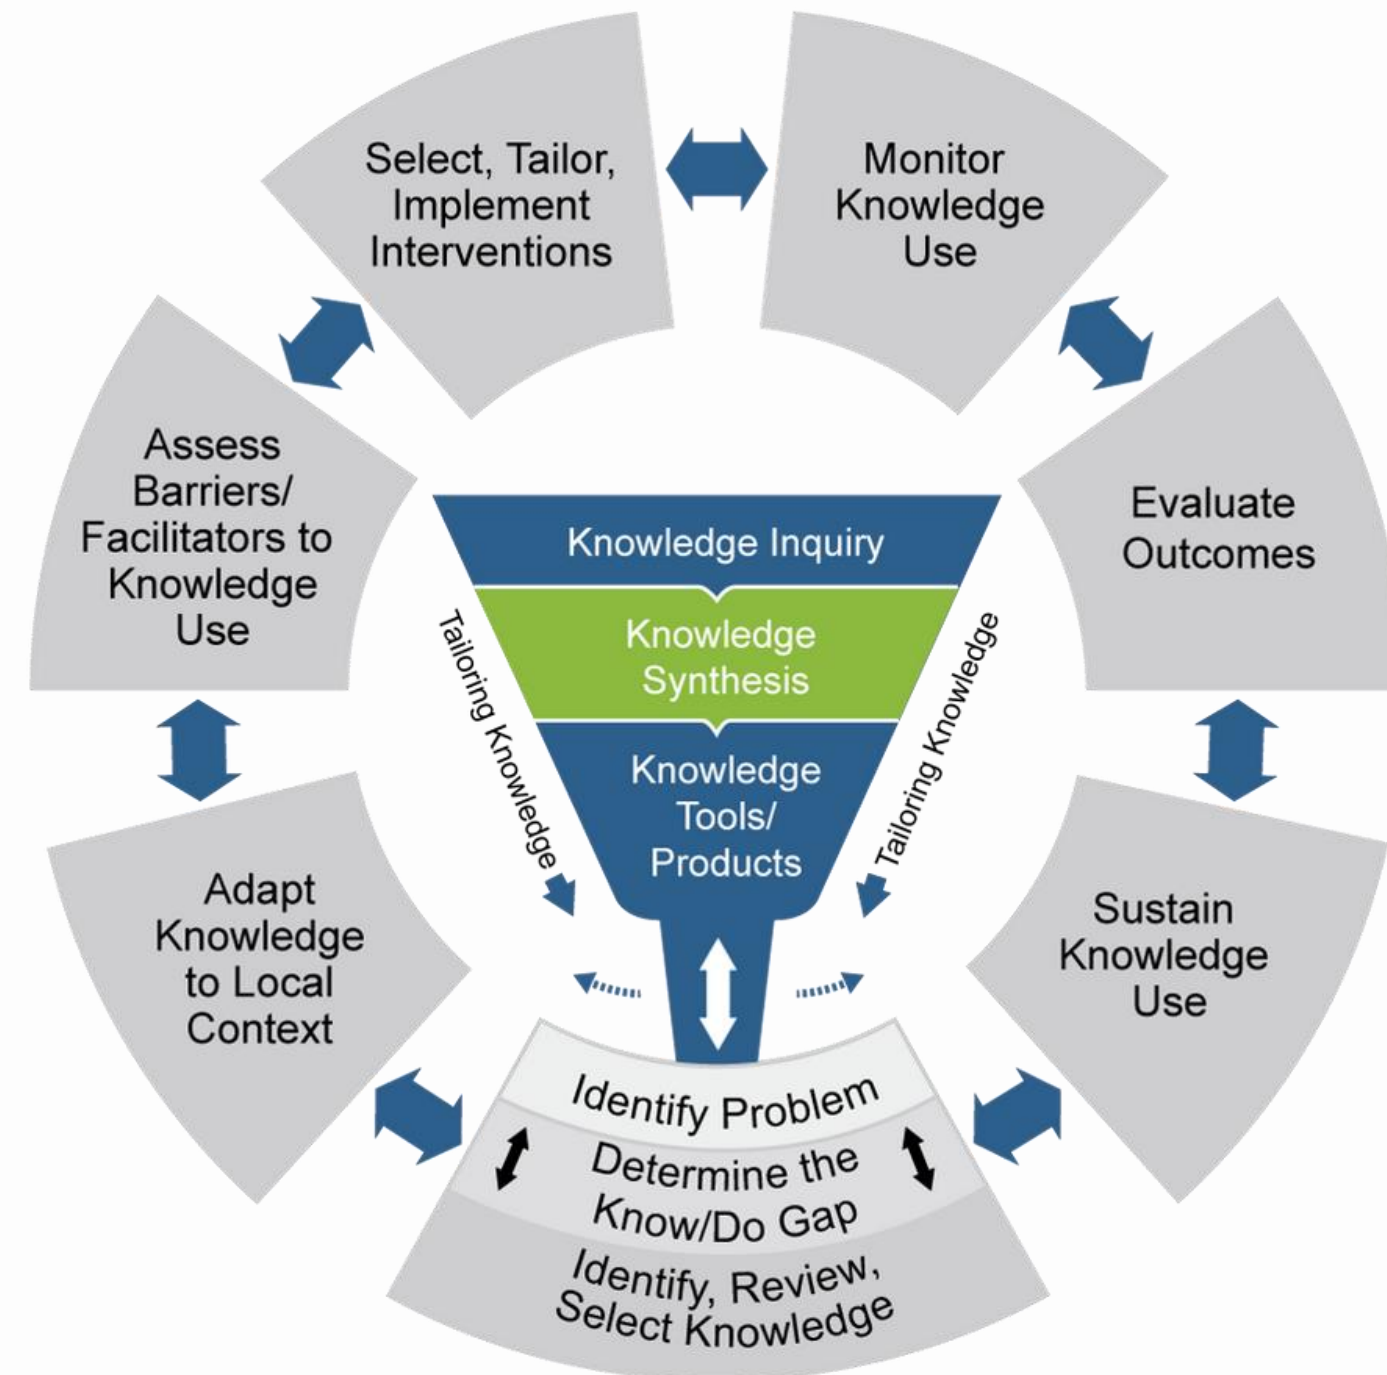 Select, Tailor,
Implement
Interventions
Monitor
Knowledge
Use
Assess
Barriers/
Facilitators to
Knowledge
Use
Evaluate
Outcomes
Knowledge Inquiry
Knowledge
Synthesis
Knowledge
Tools/
Products
Tailoring Knowledge
Tailoring Knowledge
Adapt
Knowledge
to Local
Context
Sustain
Knowledge
Use
Identify Problem
Determine the
Know/Do Gap
Identify, Review,
Select Knowledge